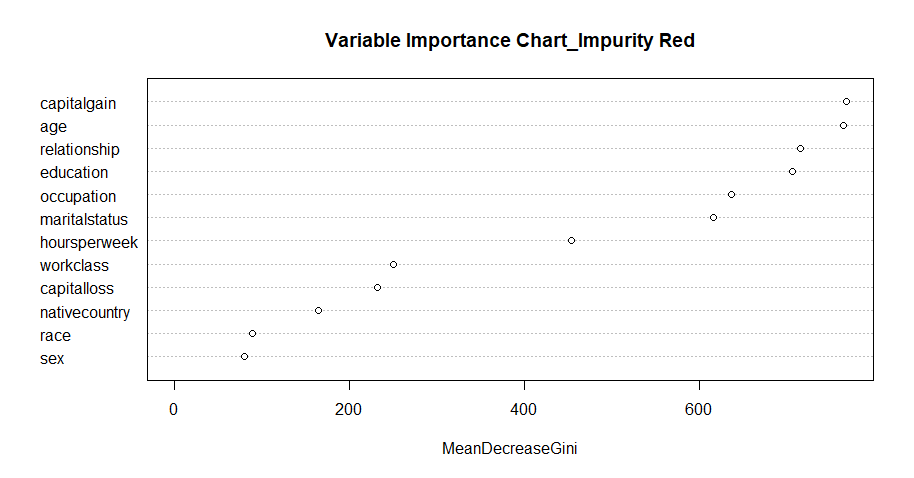 Variable Importance Chart_Impurity Red
capitalgain
age
relationship
education
occupation
maritalstatus
hoursperweek
workclass
capitalloss
nativecountry
race
sex
0 200 400 600
MeanDecreaseGini